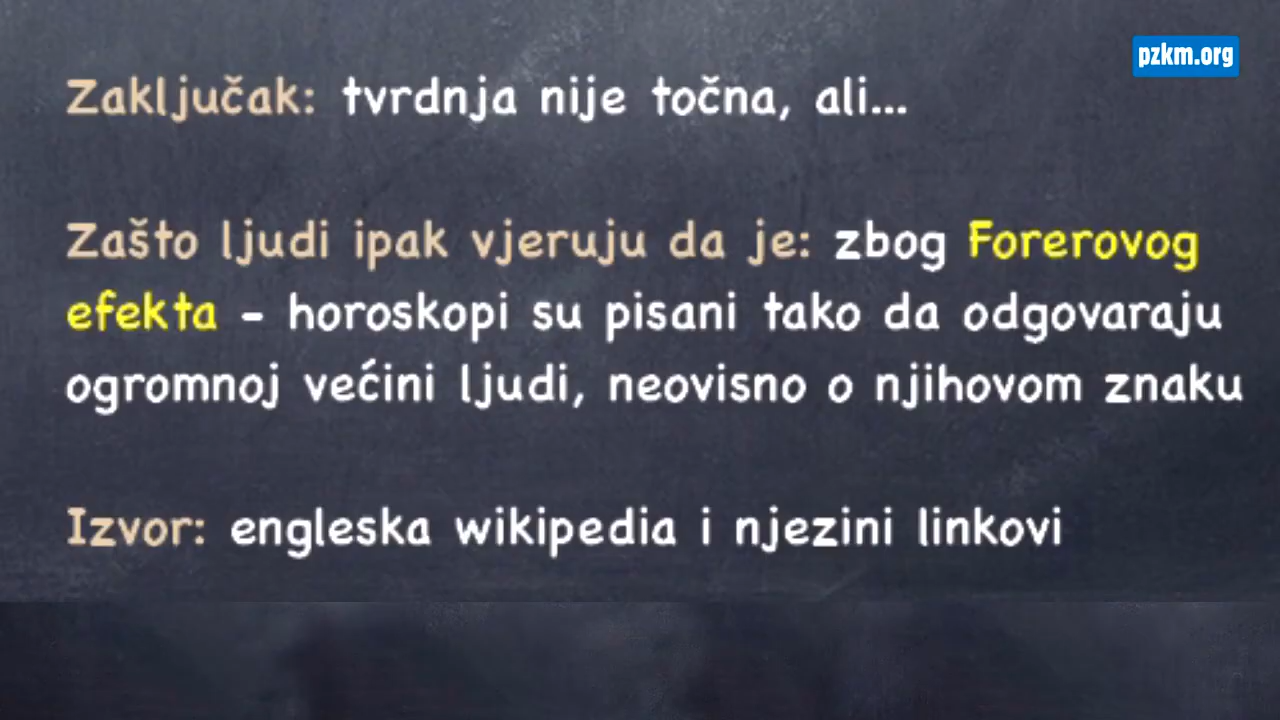 pzkm.org
Zaključak: tvrdnja nije točna, ali...
Zašto ljudi ipak vjeruju da je: zbog Forerovog
efekta - horoskopi su pisani tako da odgovaraju
ogromnoj većini ljudi, neovisno o njihovom znaku
Izvor: engleska wikipedia i njezini linkovi